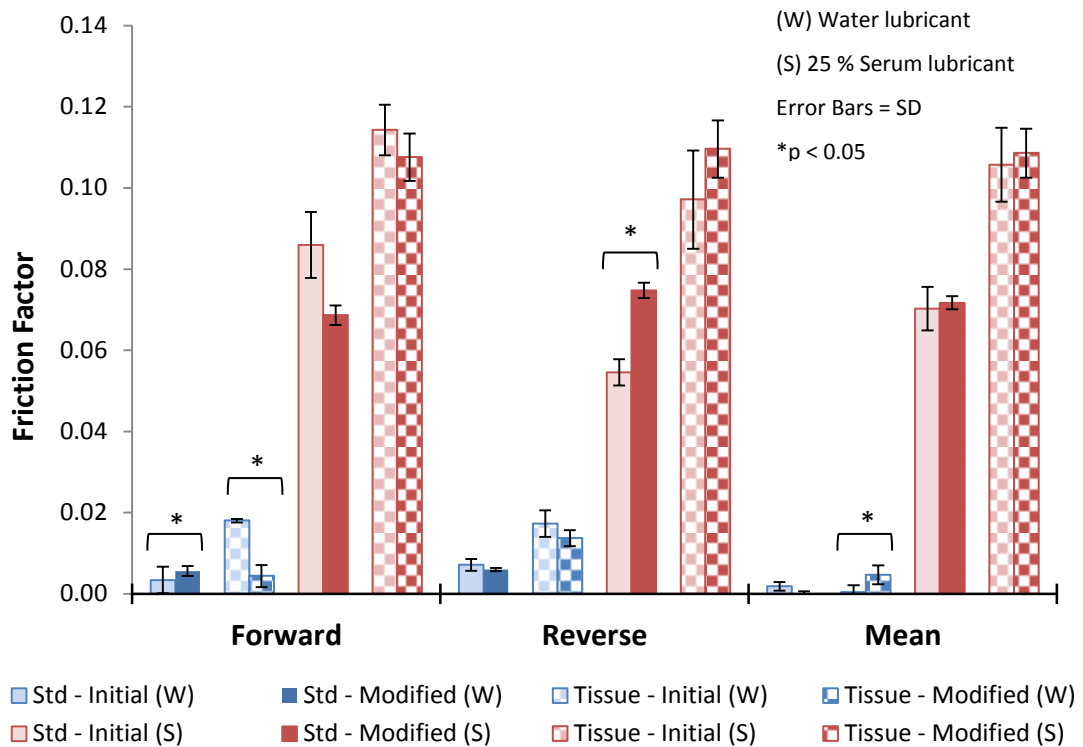 (W) Water lubricant
(S) 25 % Serum lubricant
Error Bars = SD
*p < 0.05
Friction Factor
0.14
0.12
0.10
0.08
0.06
0.04
0.02
0.00
*
*
*
*
Forward
Reverse
Mean
Std - Initial (W)
Std - Modified (W)
Tissue - Initial (W)
Tissue - Modified (W)
Std - Initial (S)
Std - Modified (S)
Tissue - Initial (S)
Tissue - Modified (S)